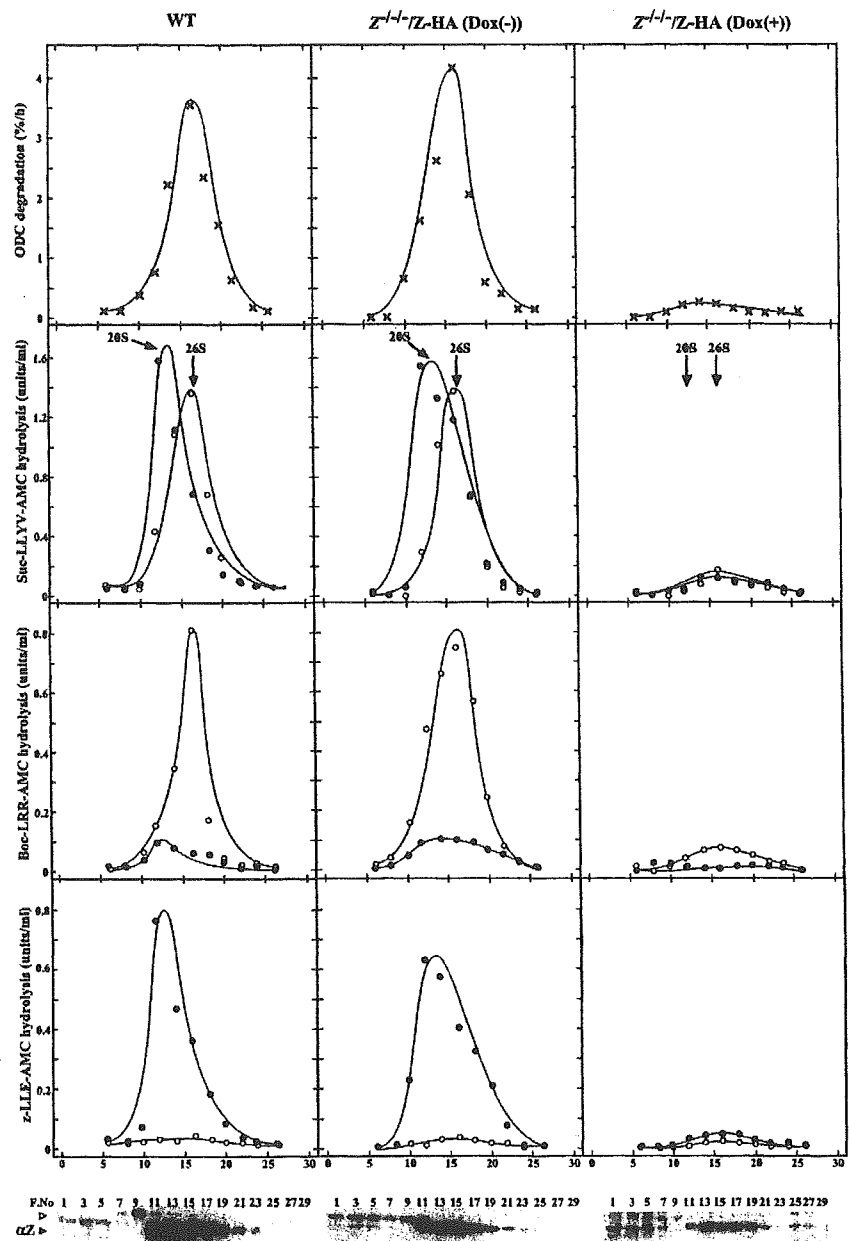 WT Z-/-/-/Z-HA (Dox(-)) Z-/-/-/Z-HA (Dox(+))
ODC degradation (%/h)
4
3
2
1
0
20S 26S 20S 26S 20S 26S
Suc-LLYV-AMC hydrolysis (units/ml)
1.6
1.2
0.8
0.4
0
Boc-LRR-AMC hydrolysis (units/ml)
0.8
0.4
0.2
0
z-LLE-AMC hydrolysis (units/ml)
0.8
0.6
0.4
0.2
0
0 5 10 15 20 25 30 0 5 10 15 20 25 30 0 5 10 15 20 25 30
F.No 1 3 5 7 9 11 13 15 17 19 21 23 25 27 29 1 3 5 7 9 11 13 15 17 19 21 23 25 27 29 1 3 5 7 9 11 13 15 17 19 21 23 25 27 29
αZ